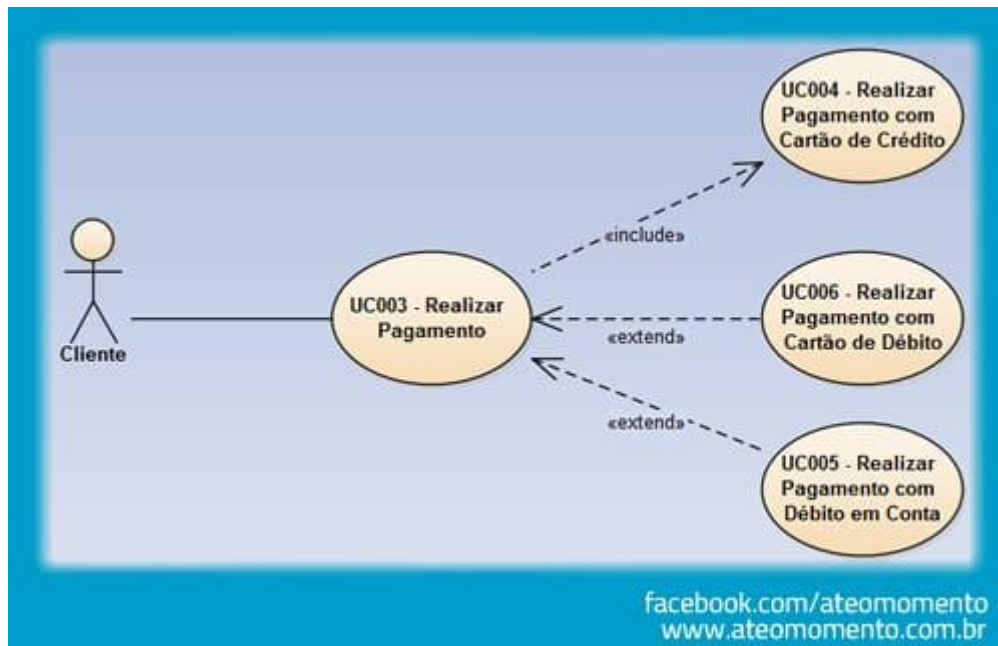 UC004 - Realizar
Pagamento com
Cartão de Crédito
«include»
UC003 - Realizar
Pagamento
Cliente
UC006 - Realizar
Pagamento com
Cartão de Débito
«extend»
«extend»
UC005 - Realizar
Pagamento com
Débito em Conta
facebook.com/ateomomento
www.ateomomento.com.br